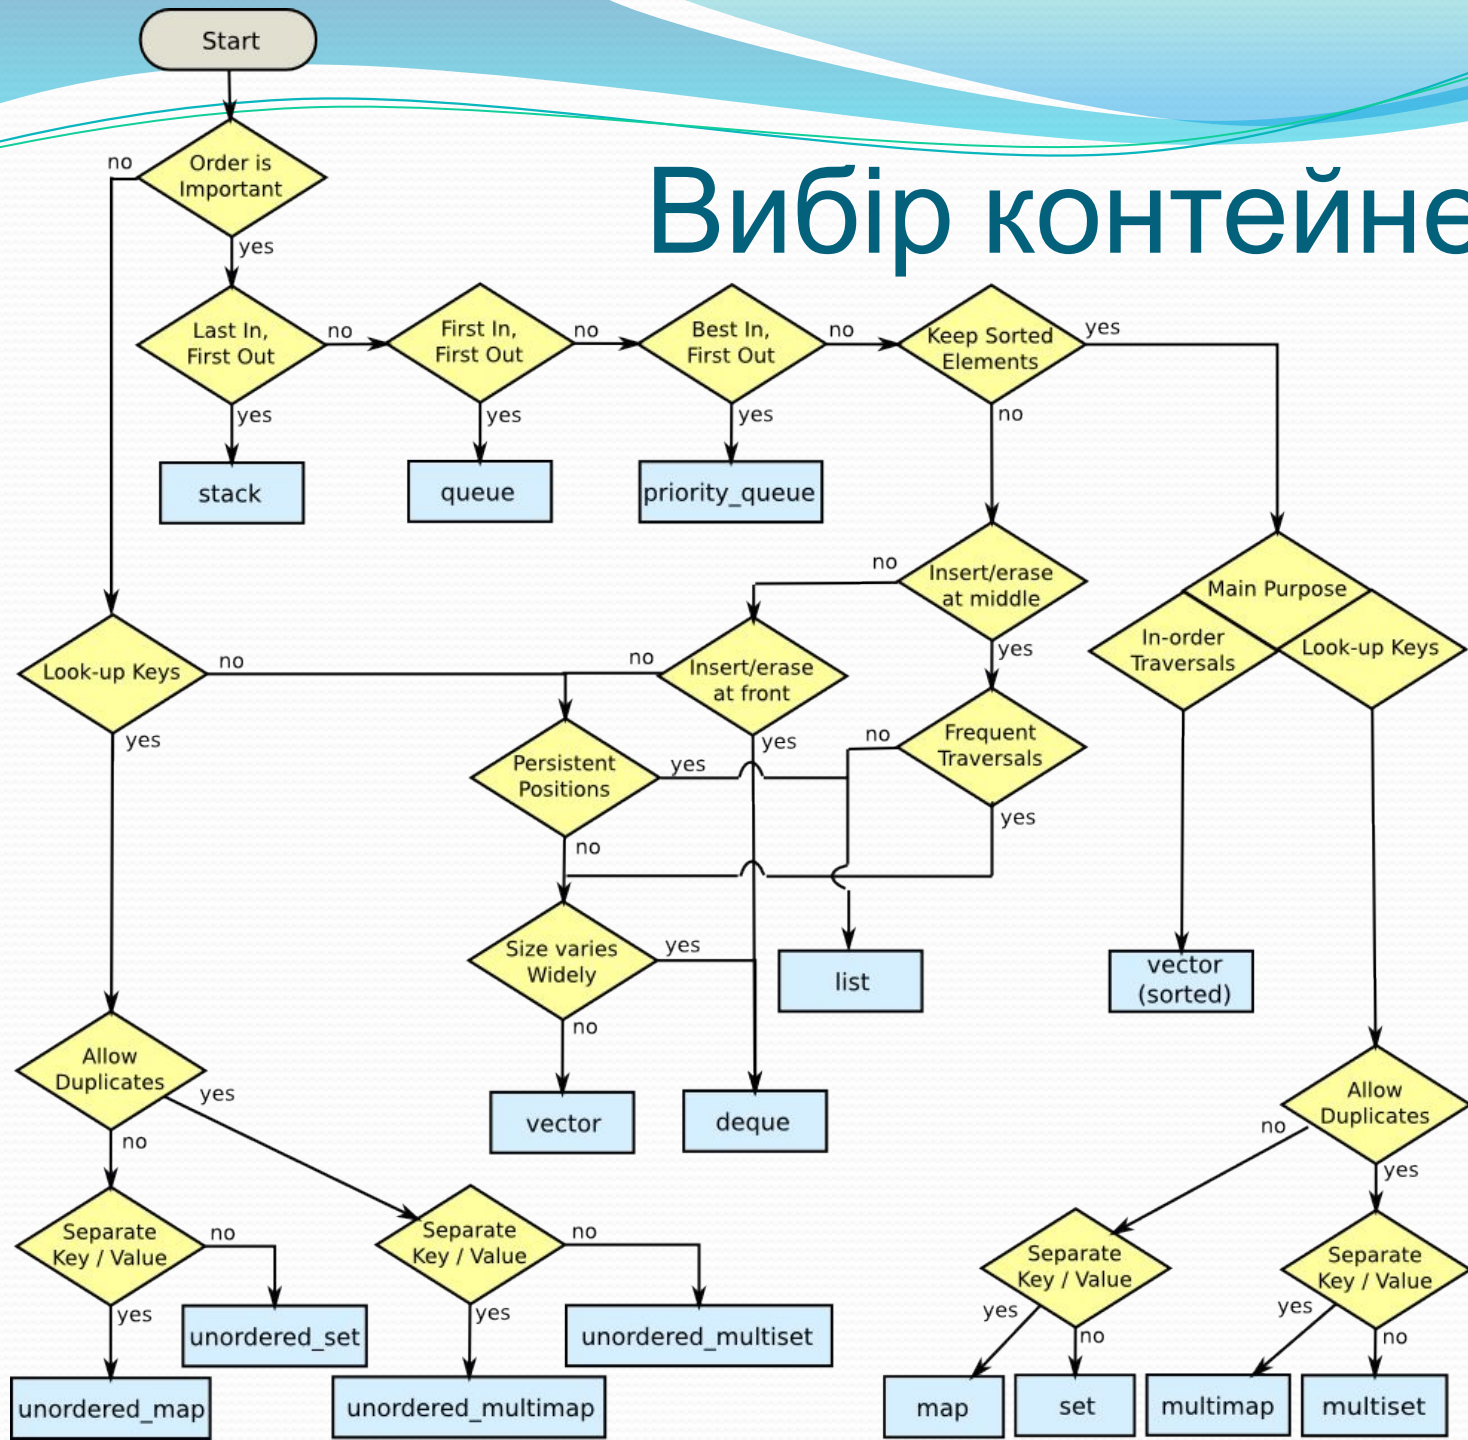 Start
Вибір контейне
Order is
Important
no
yes
Last In,
First Out
no
First In,
First Out
no
Best In,
First Out
no
Keep Sorted
Elements
yes
yes
yes
yes
no
stack
queue
priority_queue
no
Insert/erase
at middle
Main Purpose
In-order
Traversals
Look-up Keys
yes
Look-up Keys
no
no
Insert/erase
at front
yes
yes
Persistent
Positions
yes
no
Frequent
Traversals
yes
no
Size varies
Widely
yes
list
vector
(sorted)
no
Allow
Duplicates
yes
no
vector
deque
Allow
Duplicates
no
yes
Separate
Key / Value
no
Separate
Key / Value
no
Separate
Key / Value
Separate
Key / Value
yes
yes
yes
no
yes
no
unordered_set
unordered_multiset
unordered_map
unordered_multimap
map
set
multimap
multiset